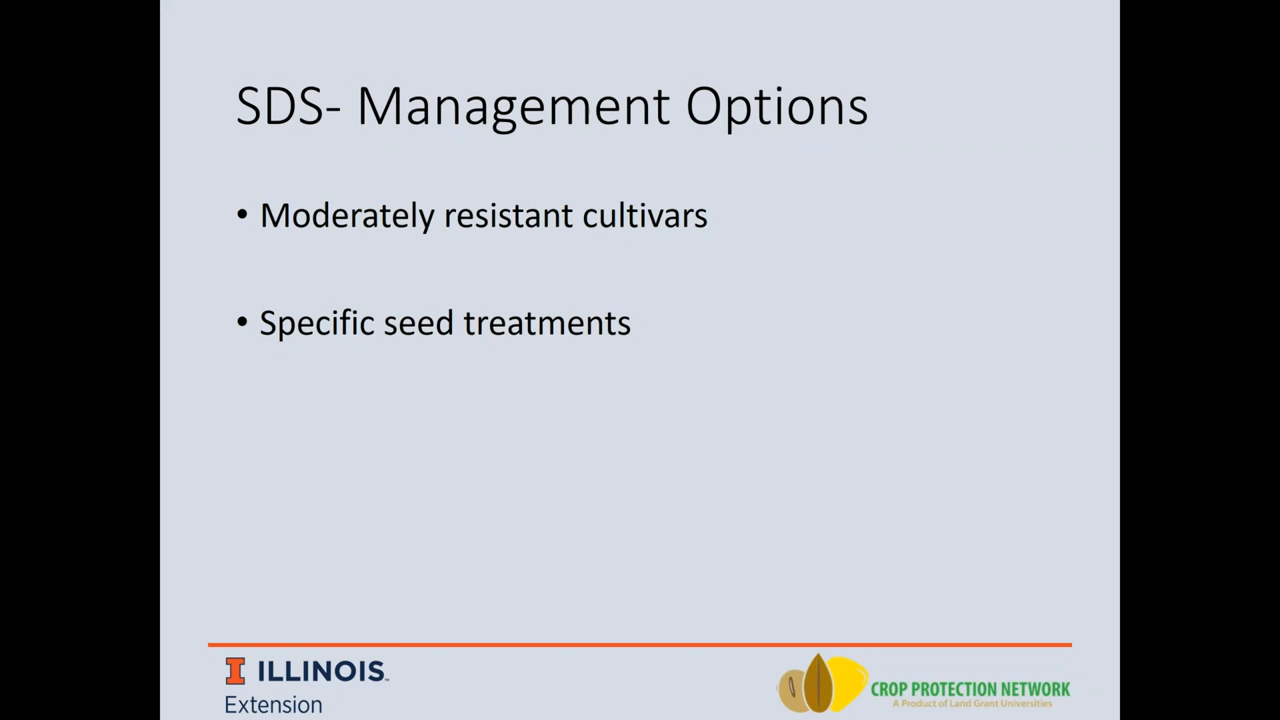 SDS- Management Options
• Moderately resistant cultivars
• Specific seed treatments
I ILLINOIS
Extension
CROP PROTECTION NETWORK
A Product of Land Grant Universities